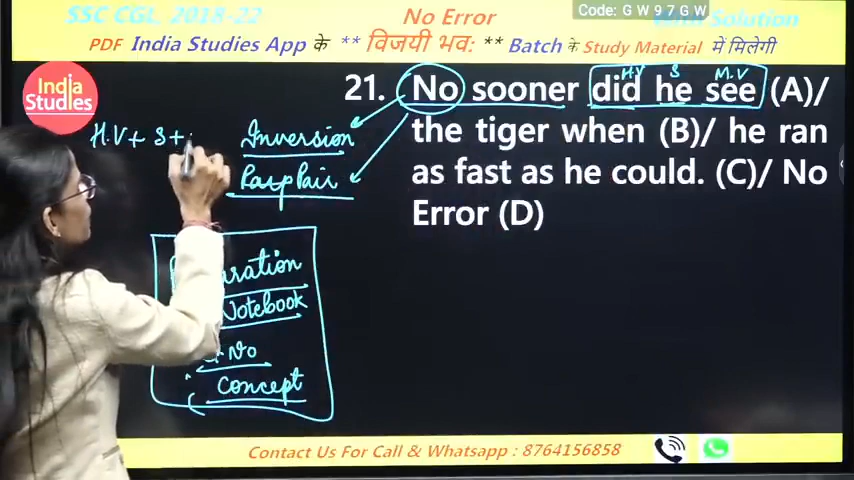 SSC CGL 2018-22
No Error
Code: G W 9 7 G W
Solution
PDF India Studies App के ** विजयी भव: ** Batch के Study Material में मिलेगी
India
Studies
21. No sooner did he see (A)/
the tiger when (B)/ he ran
as fast as he could. (C)/ No
Error (D)
H.V S M.V
H.V + S +
Inversion
Pair
Notebook
No
Concept
Contact Us For Call & Whatsapp : 8764156858